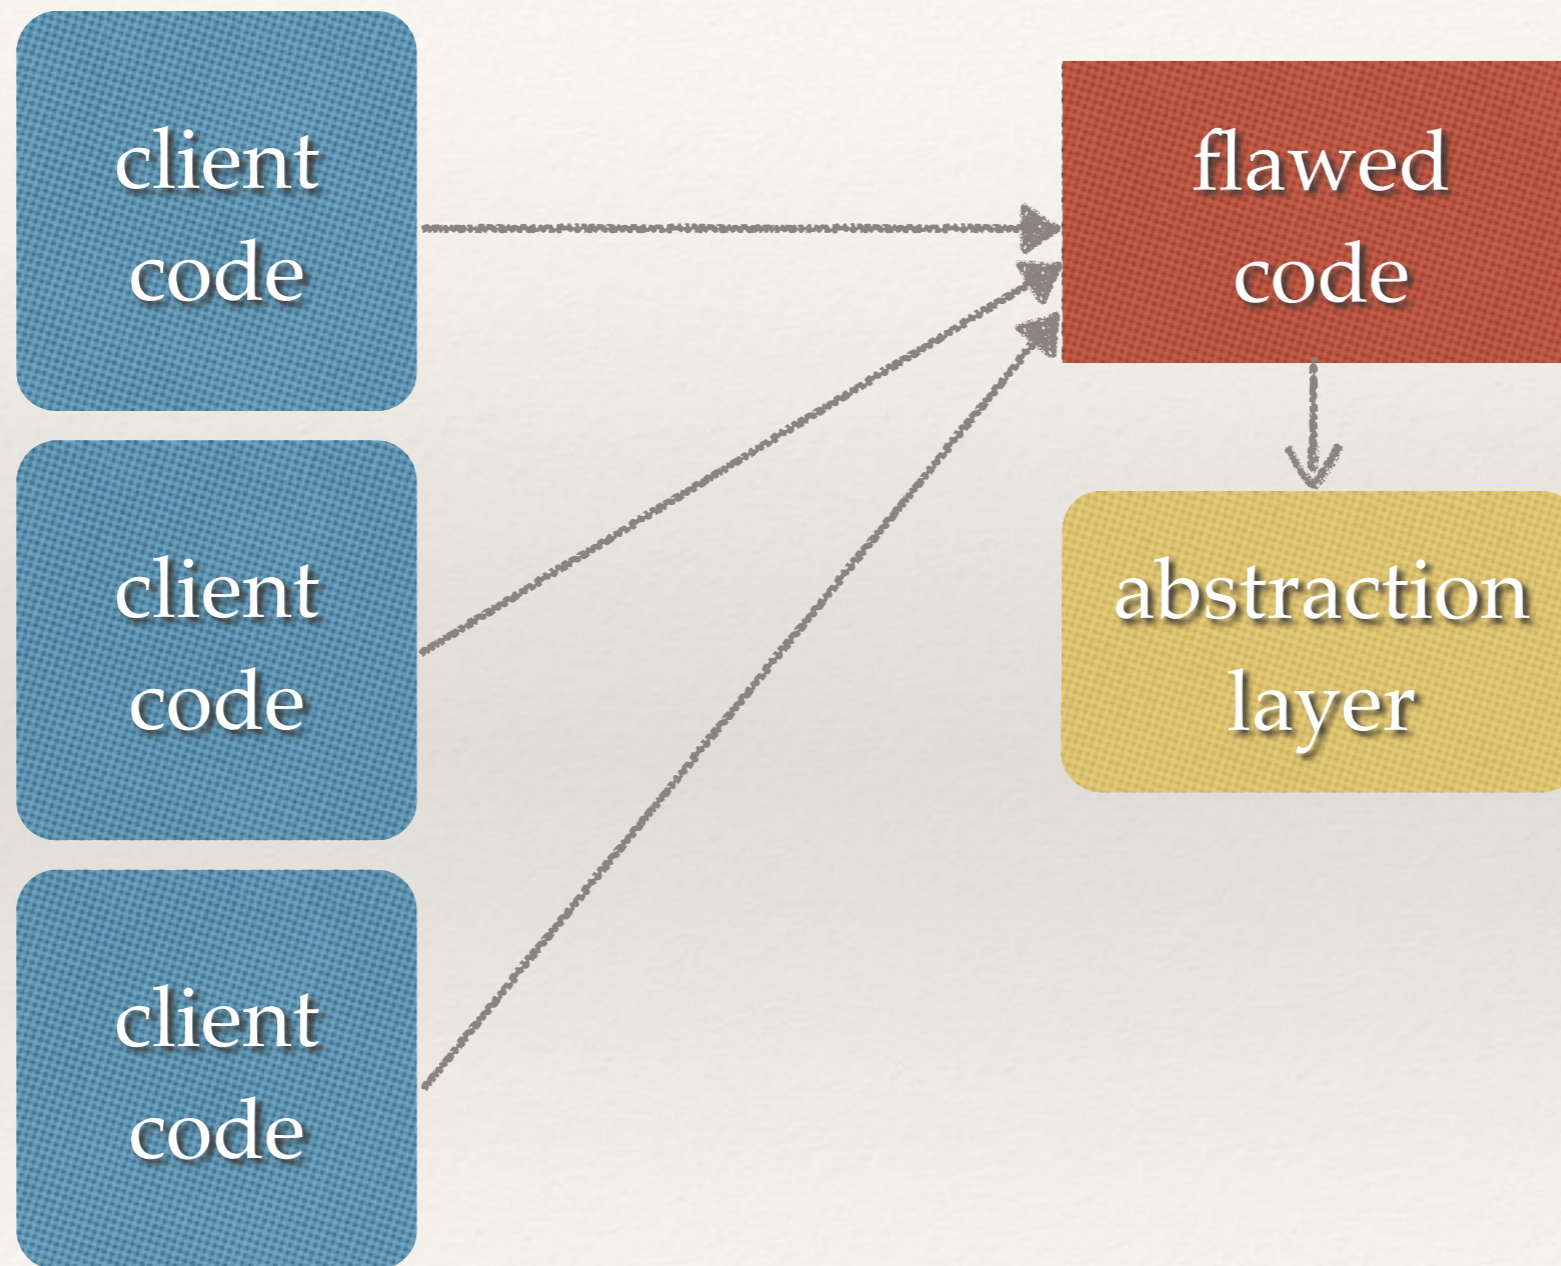 client
code
flawed
code
client
code
abstraction
layer
client
code